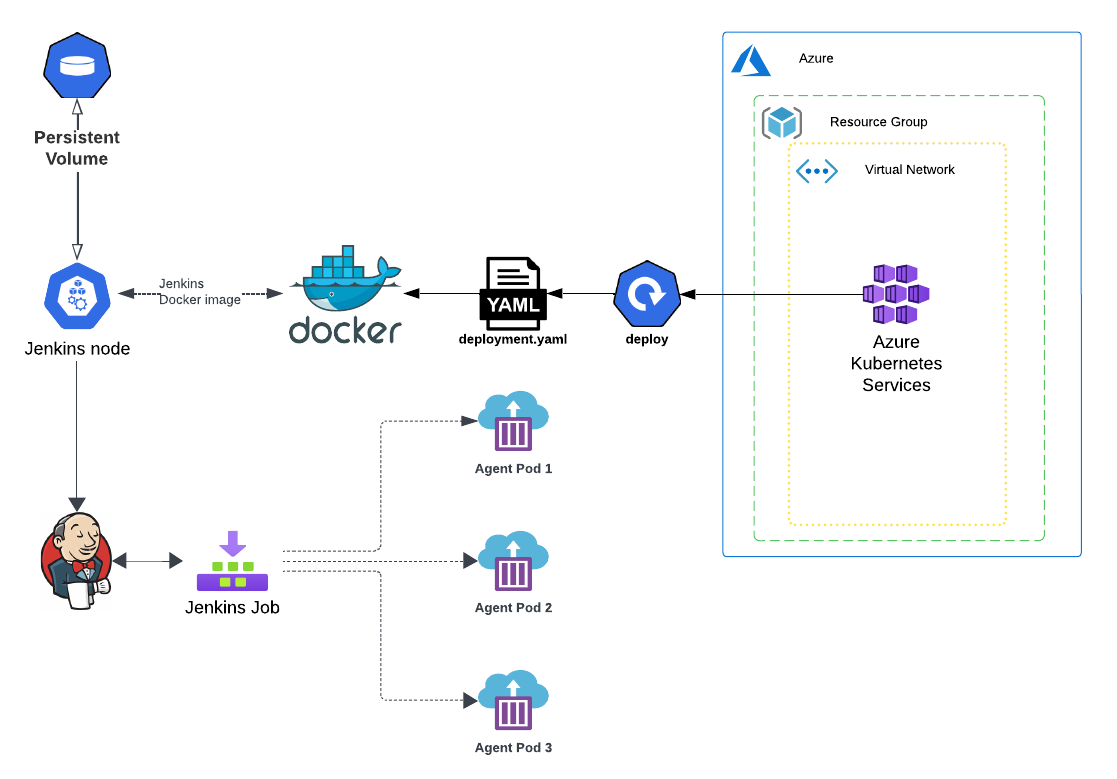 Azure
Resource Group
Persistent
Volume
Virtual Network
Jenkins
Docker image
YAML
docker
deployment.yaml
deploy
Jenkins node
Azure
Kubernetes
Services
Agent Pod 1
Jenkins Job
Agent Pod 2
Agent Pod 3